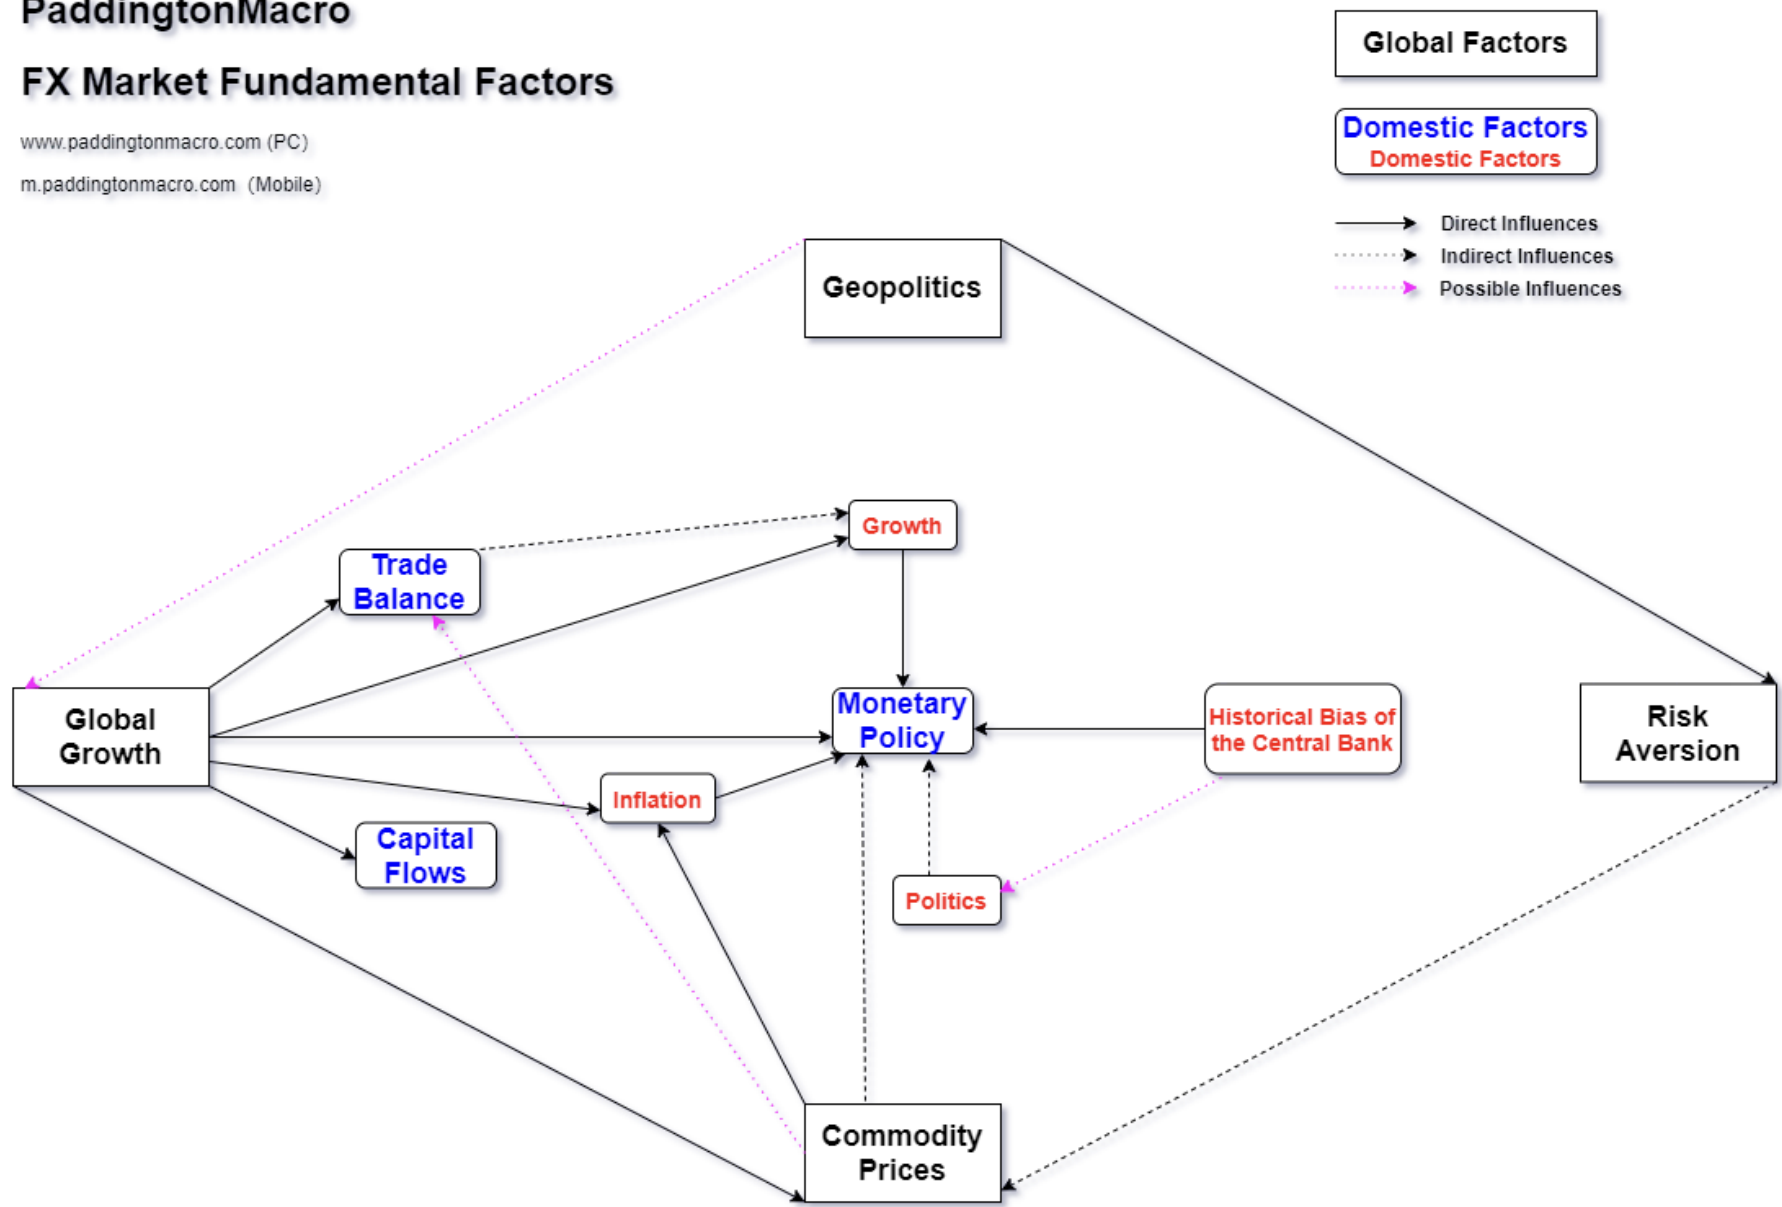 PaddingtonMacro
FX Market Fundamental Factors
www.paddingtonmacro.com (PC)
m.paddingtonmacro.com (Mobile)
Global Factors
Domestic Factors
Domestic Factors
Direct Influences
Indirect Influences
Possible Influences
Geopolitics
Growth
Trade
Balance
Global
Growth
Monetary
Policy
Historical Bias of
the Central Bank
Risk
Aversion
Inflation
Capital
Flows
Politics
Commodity
Prices